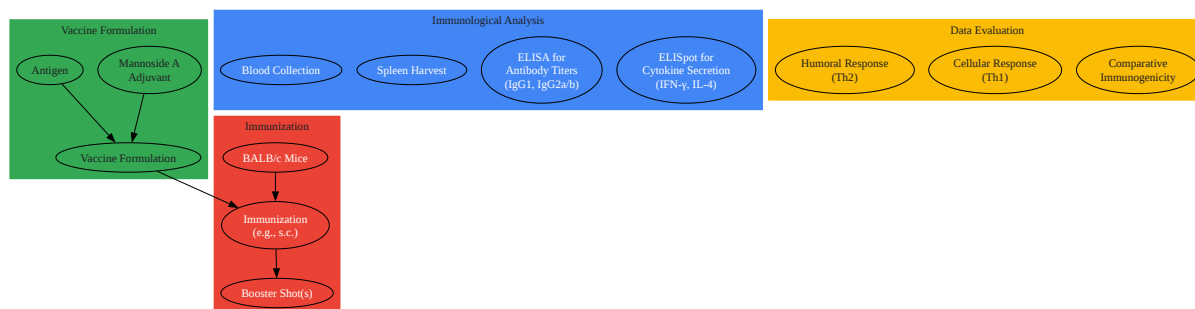 Vaccine Formulation
Antigen
Mannoside A
Adjuvant
Vaccine Formulation
Immunological Analysis
Blood Collection
Spleen Harvest
ELISA for
Antibody Titers
(IgG1, IgG2a/b)
ELISpot for
Cytokine Secretion
(IFN-γ, IL-4)
Data Evaluation
Humoral Response
(Th2)
Cellular Response
(Th1)
Comparative
Immunogenicity
Immunization
BALB/c Mice
Immunization
(e.g., s.c.)
Booster Shot(s)